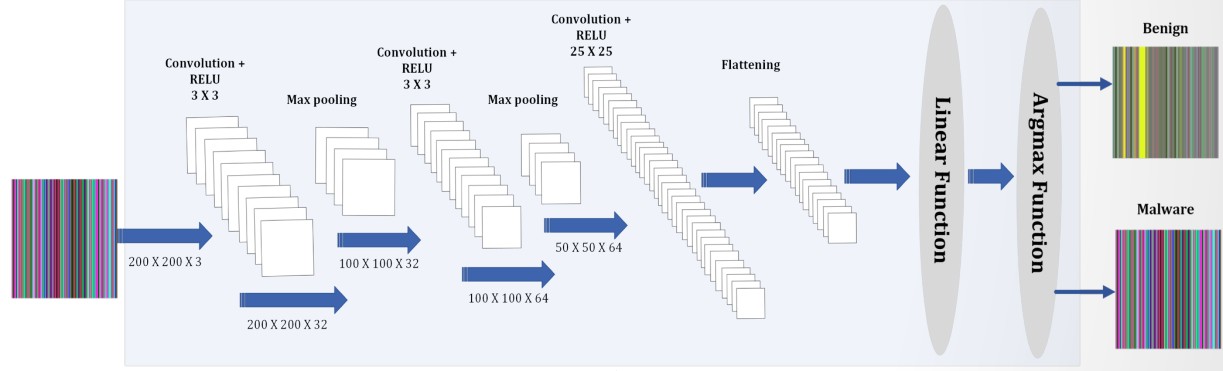 Convolution +
RELU
3 X 3
Max pooling
Convolution +
RELU
3 X 3
Max pooling
Convolution +
RELU
25 X 25
Flattening
Linear Function
Argmax Function
Benign
Malware
200 X 200 X 3
200 X 200 X 32
100 X 100 X 32
100 X 100 X 64
50 X 50 X 64